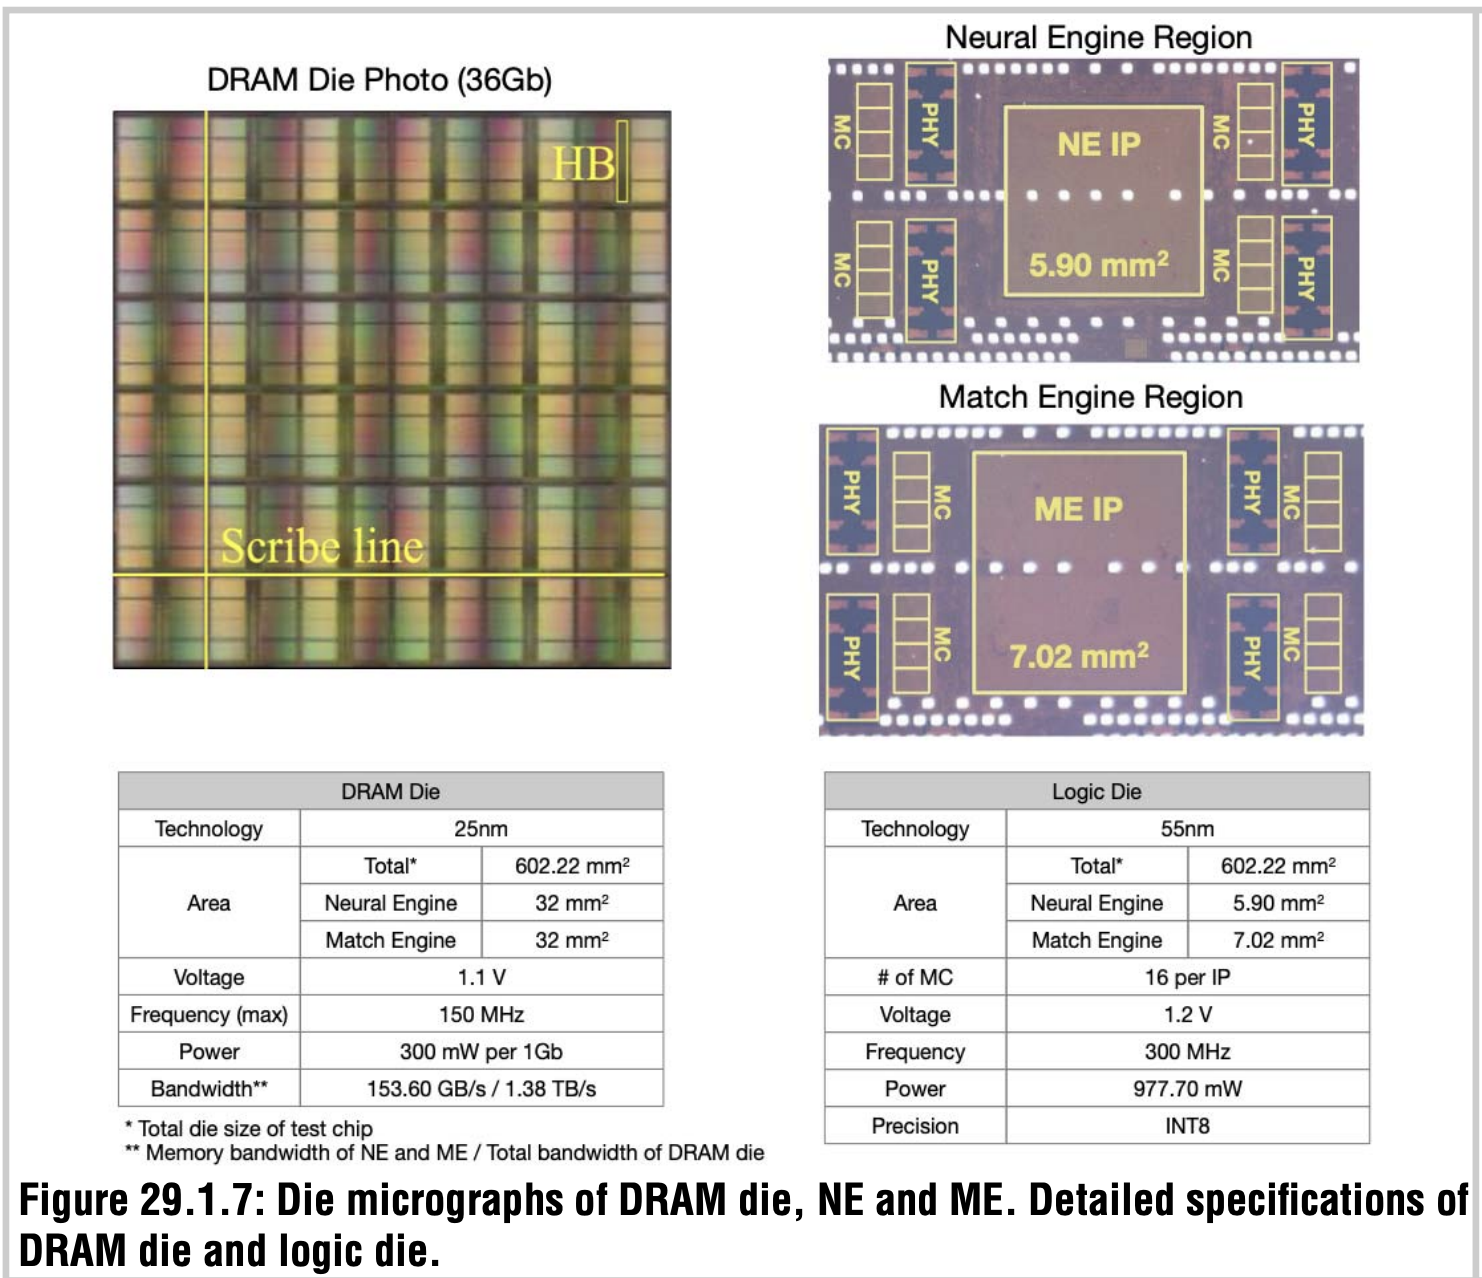 DRAM Die Photo (36Gb)
HB
Scribe line
Neural Engine Region
MC
PHY
NE IP
MC
PHY
MC
PHY
5.90 mm²
MC
PHY
Match Engine Region
PHY
MC
ME IP
PHY
MC
PHY
MC
7.02 mm²
PHY
MC
DRAM Die
Technology 25nm
Area Total* 602.22 mm²
Neural Engine 32 mm²
Match Engine 32 mm²
Voltage 1.1 V
Frequency (max) 150 MHz
Power 300 mW per 1Gb
Bandwidth** 153.60 GB/s / 1.38 TB/s
* Total die size of test chip
** Memory bandwidth of NE and ME / Total bandwidth of DRAM die
Logic Die
Technology 55nm
Area Total* 602.22 mm²
Neural Engine 5.90 mm²
Match Engine 7.02 mm²
# of MC 16 per IP
Voltage 1.2 V
Frequency 300 MHz
Power 977.70 mW
Precision INT8
Figure 29.1.7: Die micrographs of DRAM die, NE and ME. Detailed specifications of
DRAM die and logic die.